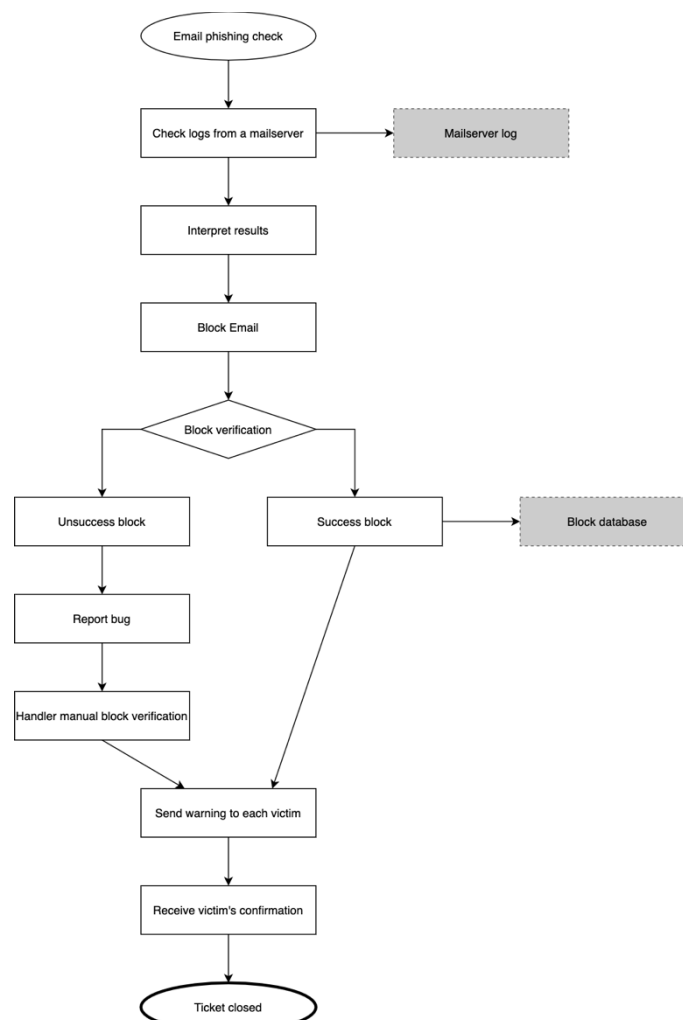 Email phishing check
Check logs from a mailserver
Mailserver log
Interpret results
Block Email
Block verification
Unsuccess block
Success block
Block database
Report bug
Handler manual block verification
Send warning to each victim
Receive victim's confirmation
Ticket closed